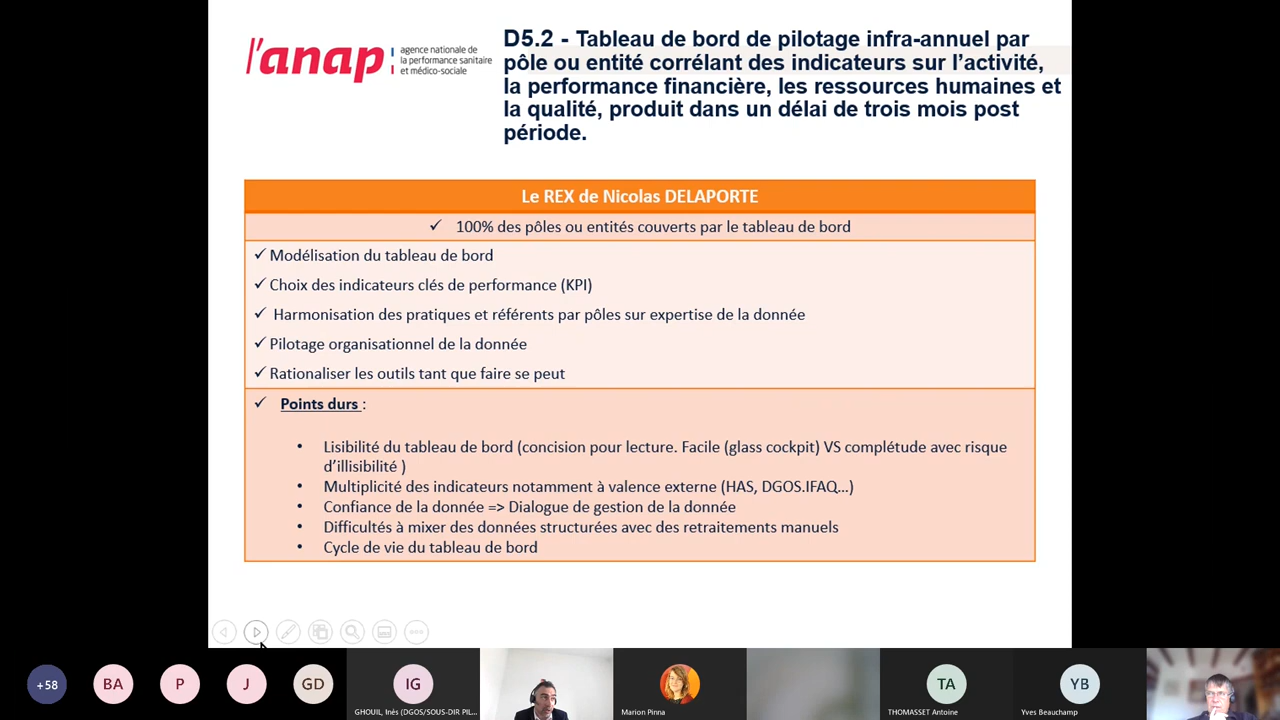 l'anap
agence nationale de
la performance sanitaire
et médico-sociale
D5.2 - Tableau de bord de pilotage infra-annuel par
pôle ou entité corrélant des indicateurs sur l'activité,
la performance financière, les ressources humaines et
la qualité, produit dans un délai de trois mois post
période.
Le REX de Nicolas DELAPORTE
✓ 100% des pôles ou entités couverts par le tableau de bord
✓ Modélisation du tableau de bord
✓ Choix des indicateurs clés de performance (KPI)
✓ Harmonisation des pratiques et référents par pôles sur expertise de la donnée
✓ Pilotage organisationnel de la donnée
✓ Rationaliser les outils tant que faire se peut
✓ Points durs :
• Lisibilité du tableau de bord (concision pour lecture. Facile (glass cockpit) VS complétude avec risque
d'illisibilité )
• Multiplicité des indicateurs notamment à valence externe (HAS, DGOS.IFAQ...)
• Confiance de la donnée => Dialogue de gestion de la donnée
• Difficultés à mixer des données structurées avec des retraitements manuels
• Cycle de vie du tableau de bord
+58
BA
P
J
GD
IG
GHOUIL, Inès (DGOS/SOUS-DIR PIL...
Marion Pinna
TA
THOMASSET Antoine
YB
Yves Beauchamp